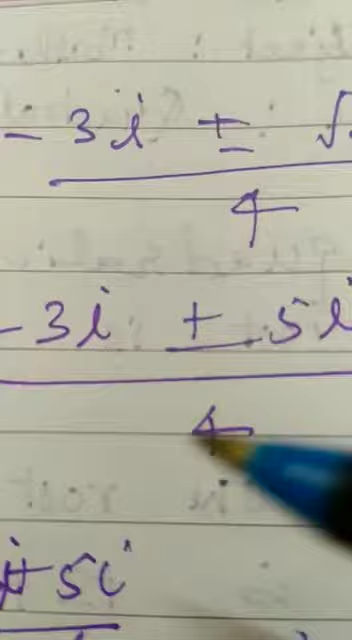 - 3i ± √
4
- 3i ± 5i
4
+ 5i